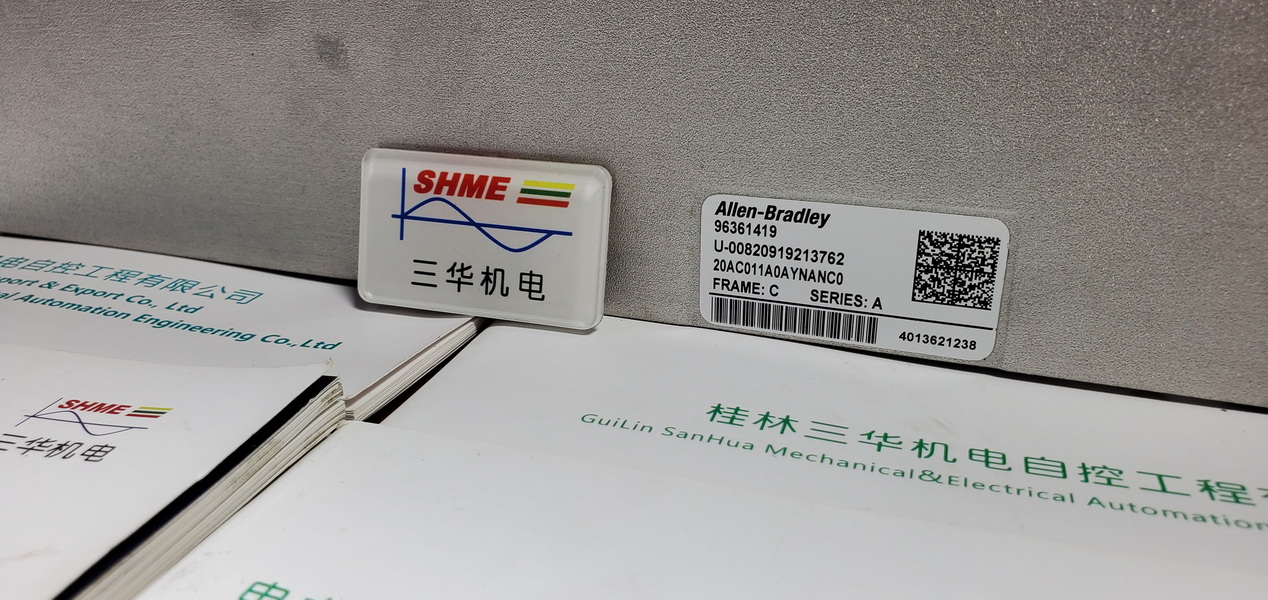 SHME
三华机电
Allen-Bradley
96361419
U-00820919213762
20AC011A0AYNANC0
FRAME: C SERIES: A
4013621238
电自控工程有限公司
& Export Co., Ltd
Automation Engineering Co.,Ltd
SHME
三华机电
桂林三华机电自控工程
GuiLin SanHua Mechanical&Electrical Automation
电